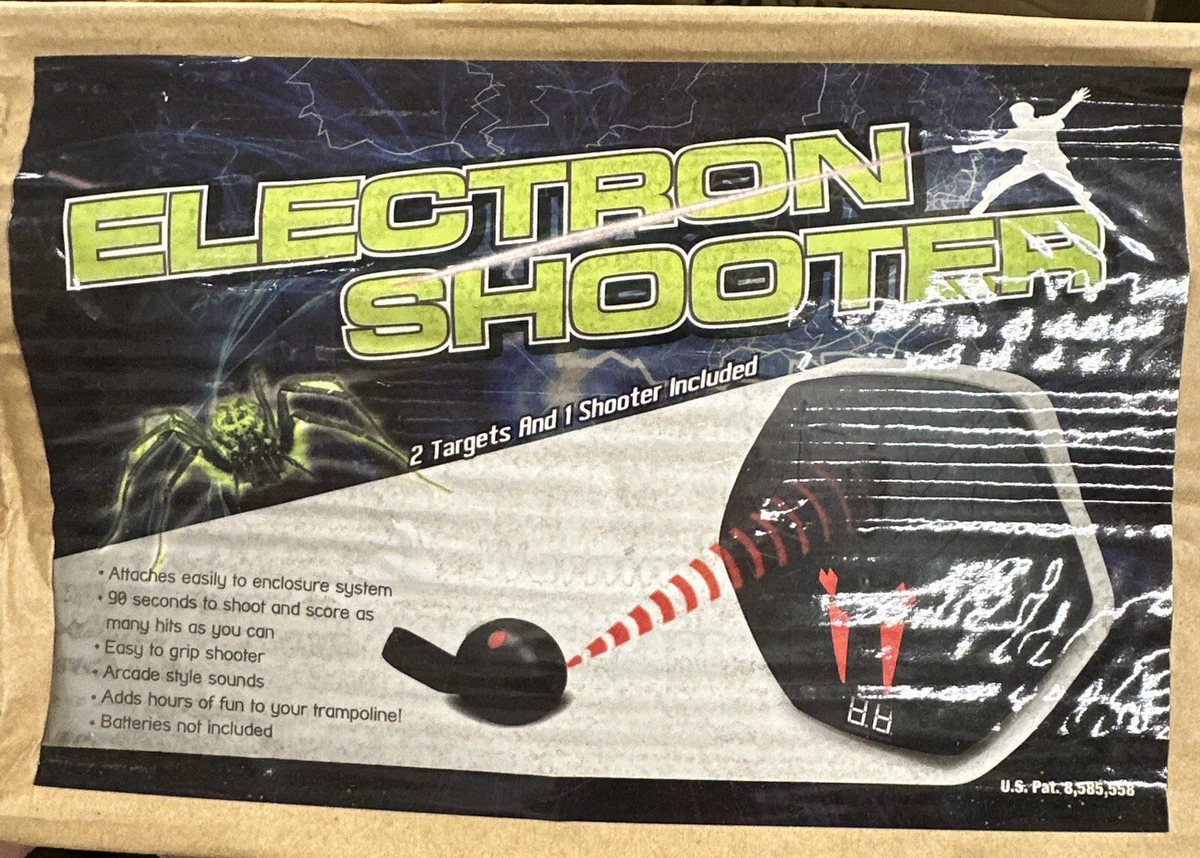 ELECTRON
SHOOTER
2 Targets And 1 Shooter Included
• Attaches easily to enclosure system
• 90 seconds to shoot and score as
many hits as you can
• Easy to grip shooter
• Arcade style sounds
• Adds hours of fun to your trampoline!
• Batteries not included
88
U.S. Pat. 8,585,558